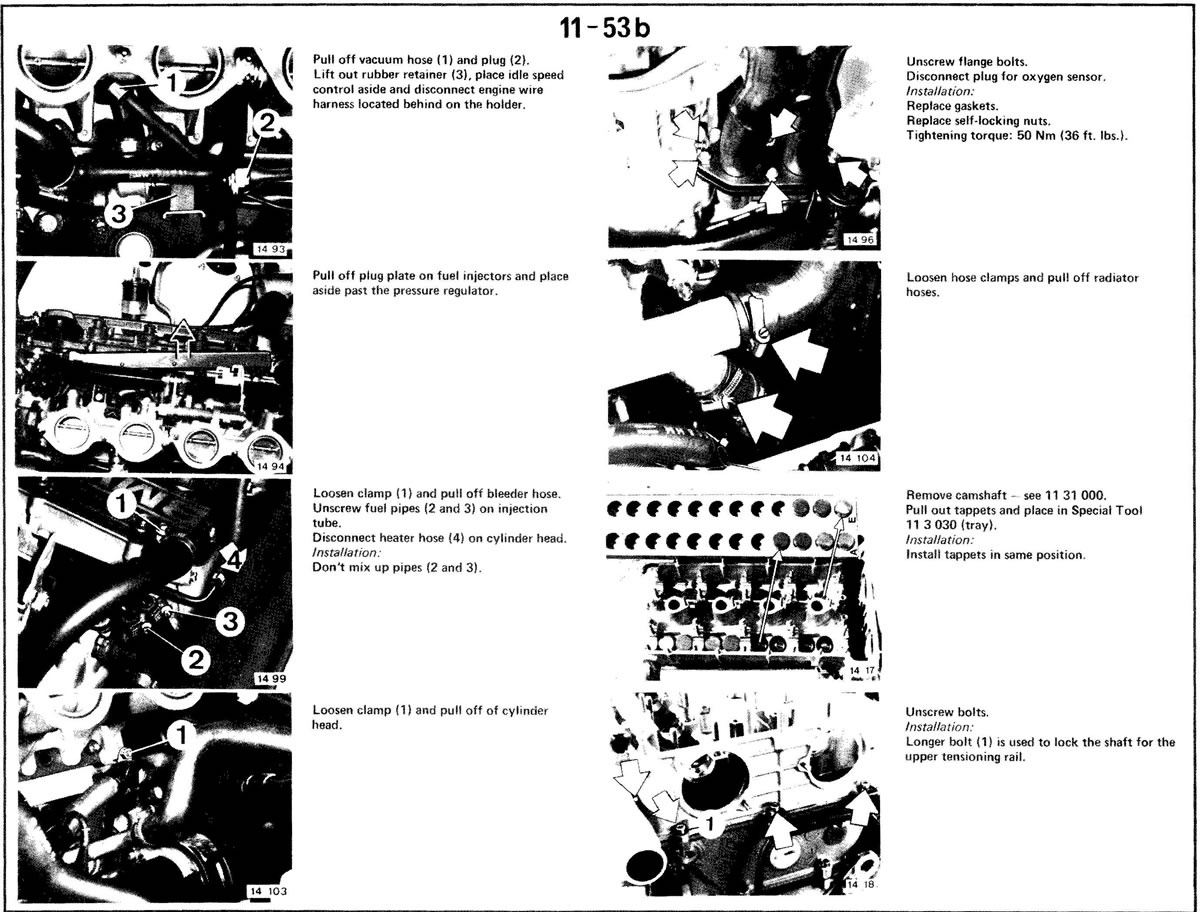 11-53b
1
2
3
14 93
Pull off vacuum hose (1) and plug (2).
Lift out rubber retainer (3), place idle speed
control aside and disconnect engine wire
harness located behind on the holder.
14 94
Pull off plug plate on fuel injectors and place
aside past the pressure regulator.
1
4
3
2
14 99
Loosen clamp (1) and pull off bleeder hose.
Unscrew fuel pipes (2 and 3) on injection
tube.
Disconnect heater hose (4) on cylinder head.
Installation:
Don't mix up pipes (2 and 3).
1
14 103
Loosen clamp (1) and pull off of cylinder
head.
14 96
Unscrew flange bolts.
Disconnect plug for oxygen sensor.
Installation:
Replace gaskets.
Replace self-locking nuts.
Tightening torque: 50 Nm (36 ft. lbs.).
14 104
Loosen hose clamps and pull off radiator
hoses.
E
A
14 17
Remove camshaft – see 11 31 000.
Pull out tappets and place in Special Tool
11 3 030 (tray).
Installation:
Install tappets in same position.
1
14 18
Unscrew bolts.
Installation:
Longer bolt (1) is used to lock the shaft for the
upper tensioning rail.